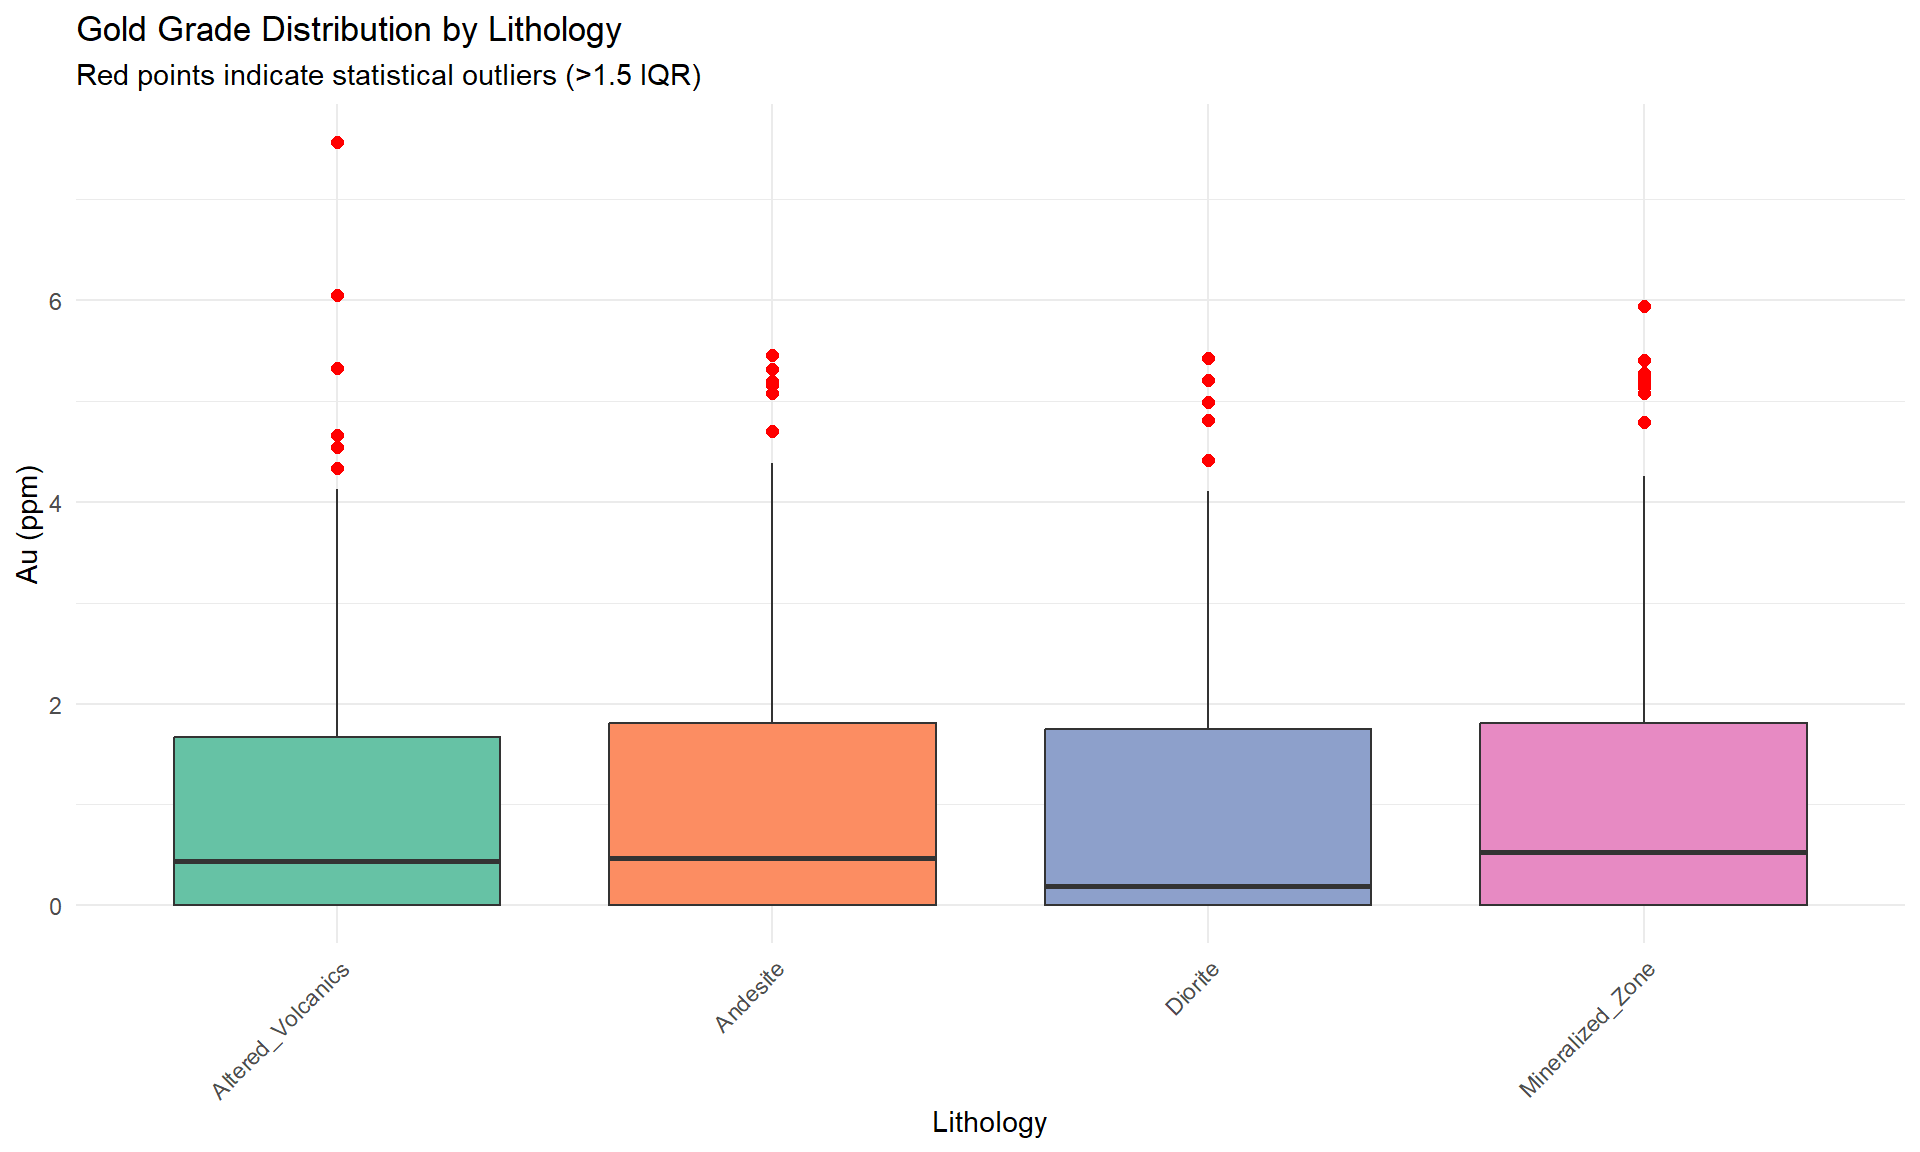 Gold Grade Distribution by Lithology
Red points indicate statistical outliers (>1.5 IQR)
Au (ppm)
6
4
2
0
Altered_Volcanics
Andesite
Diorite
Mineralized_Zone
Lithology